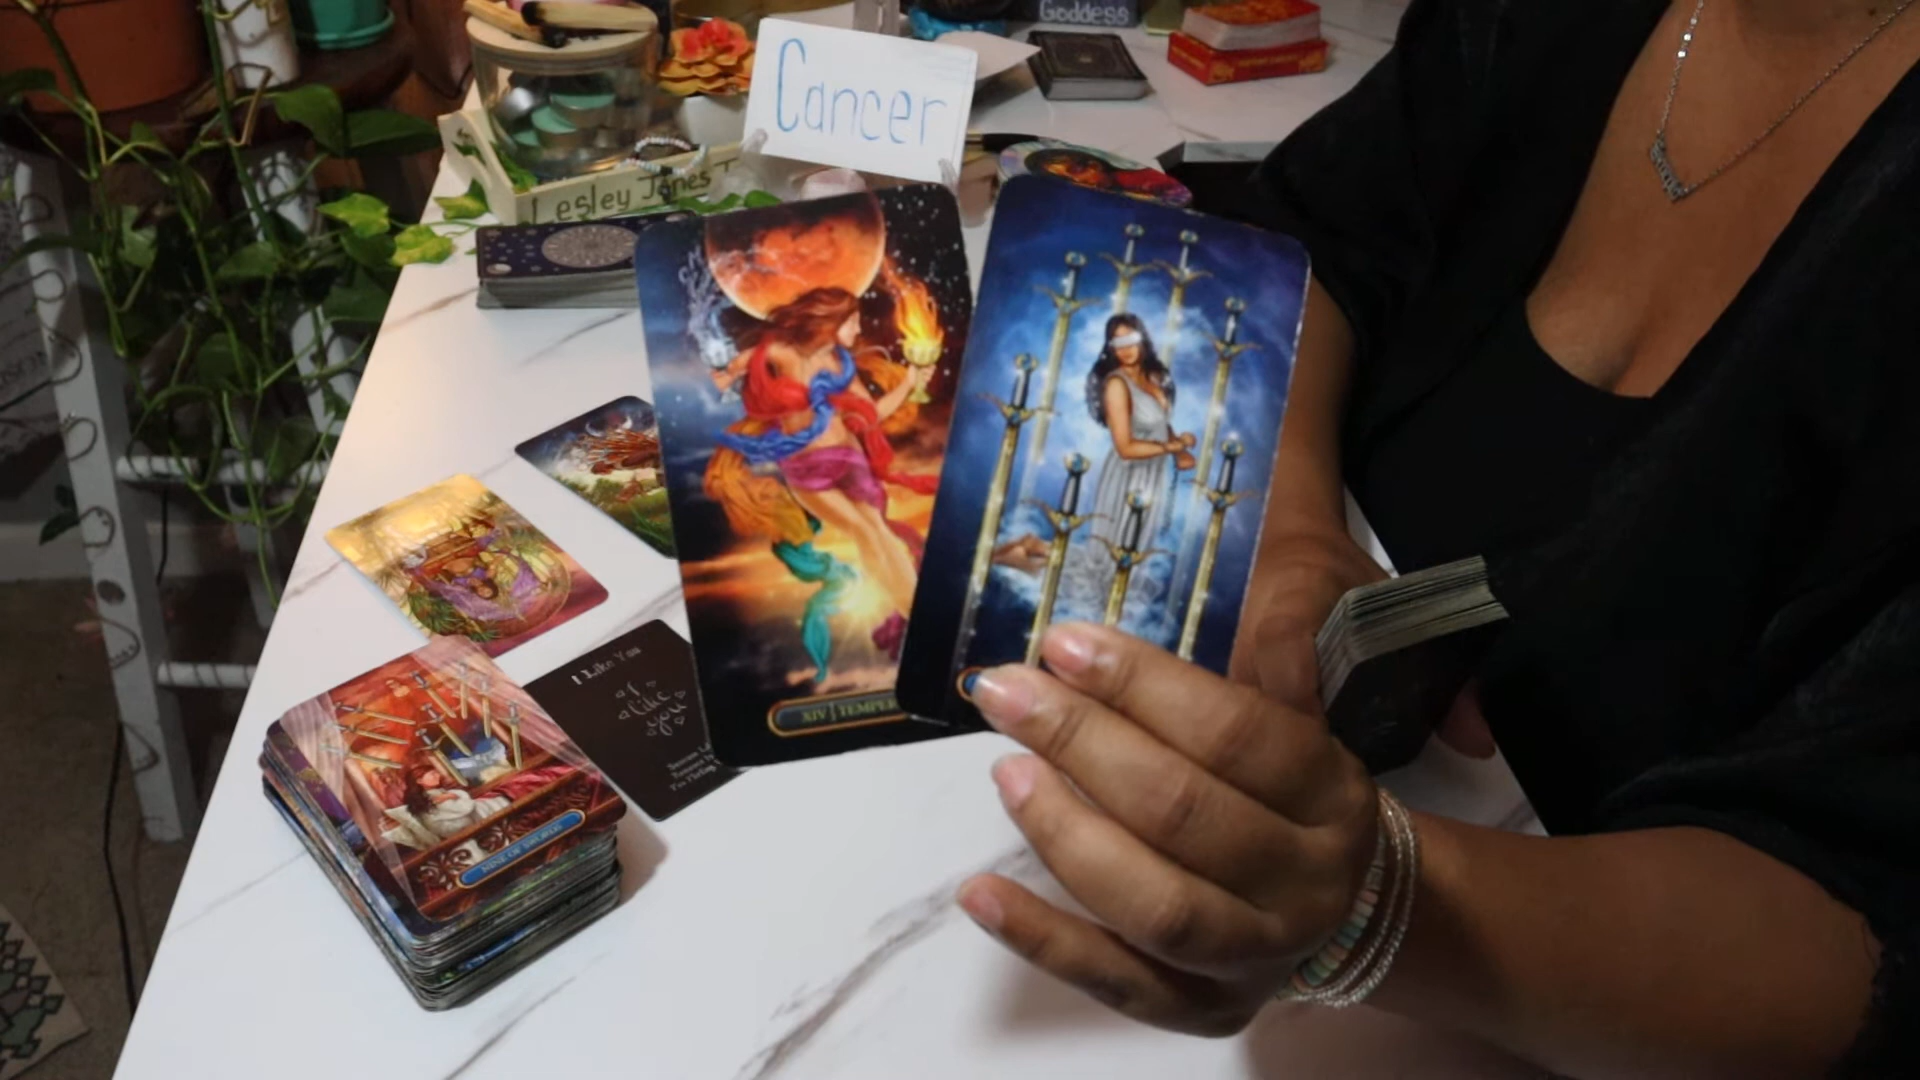 Goddess
Cancer
Lesley Jones
I Like You
I
like
you
XIV | TEMPER
NINE OF SWORDS